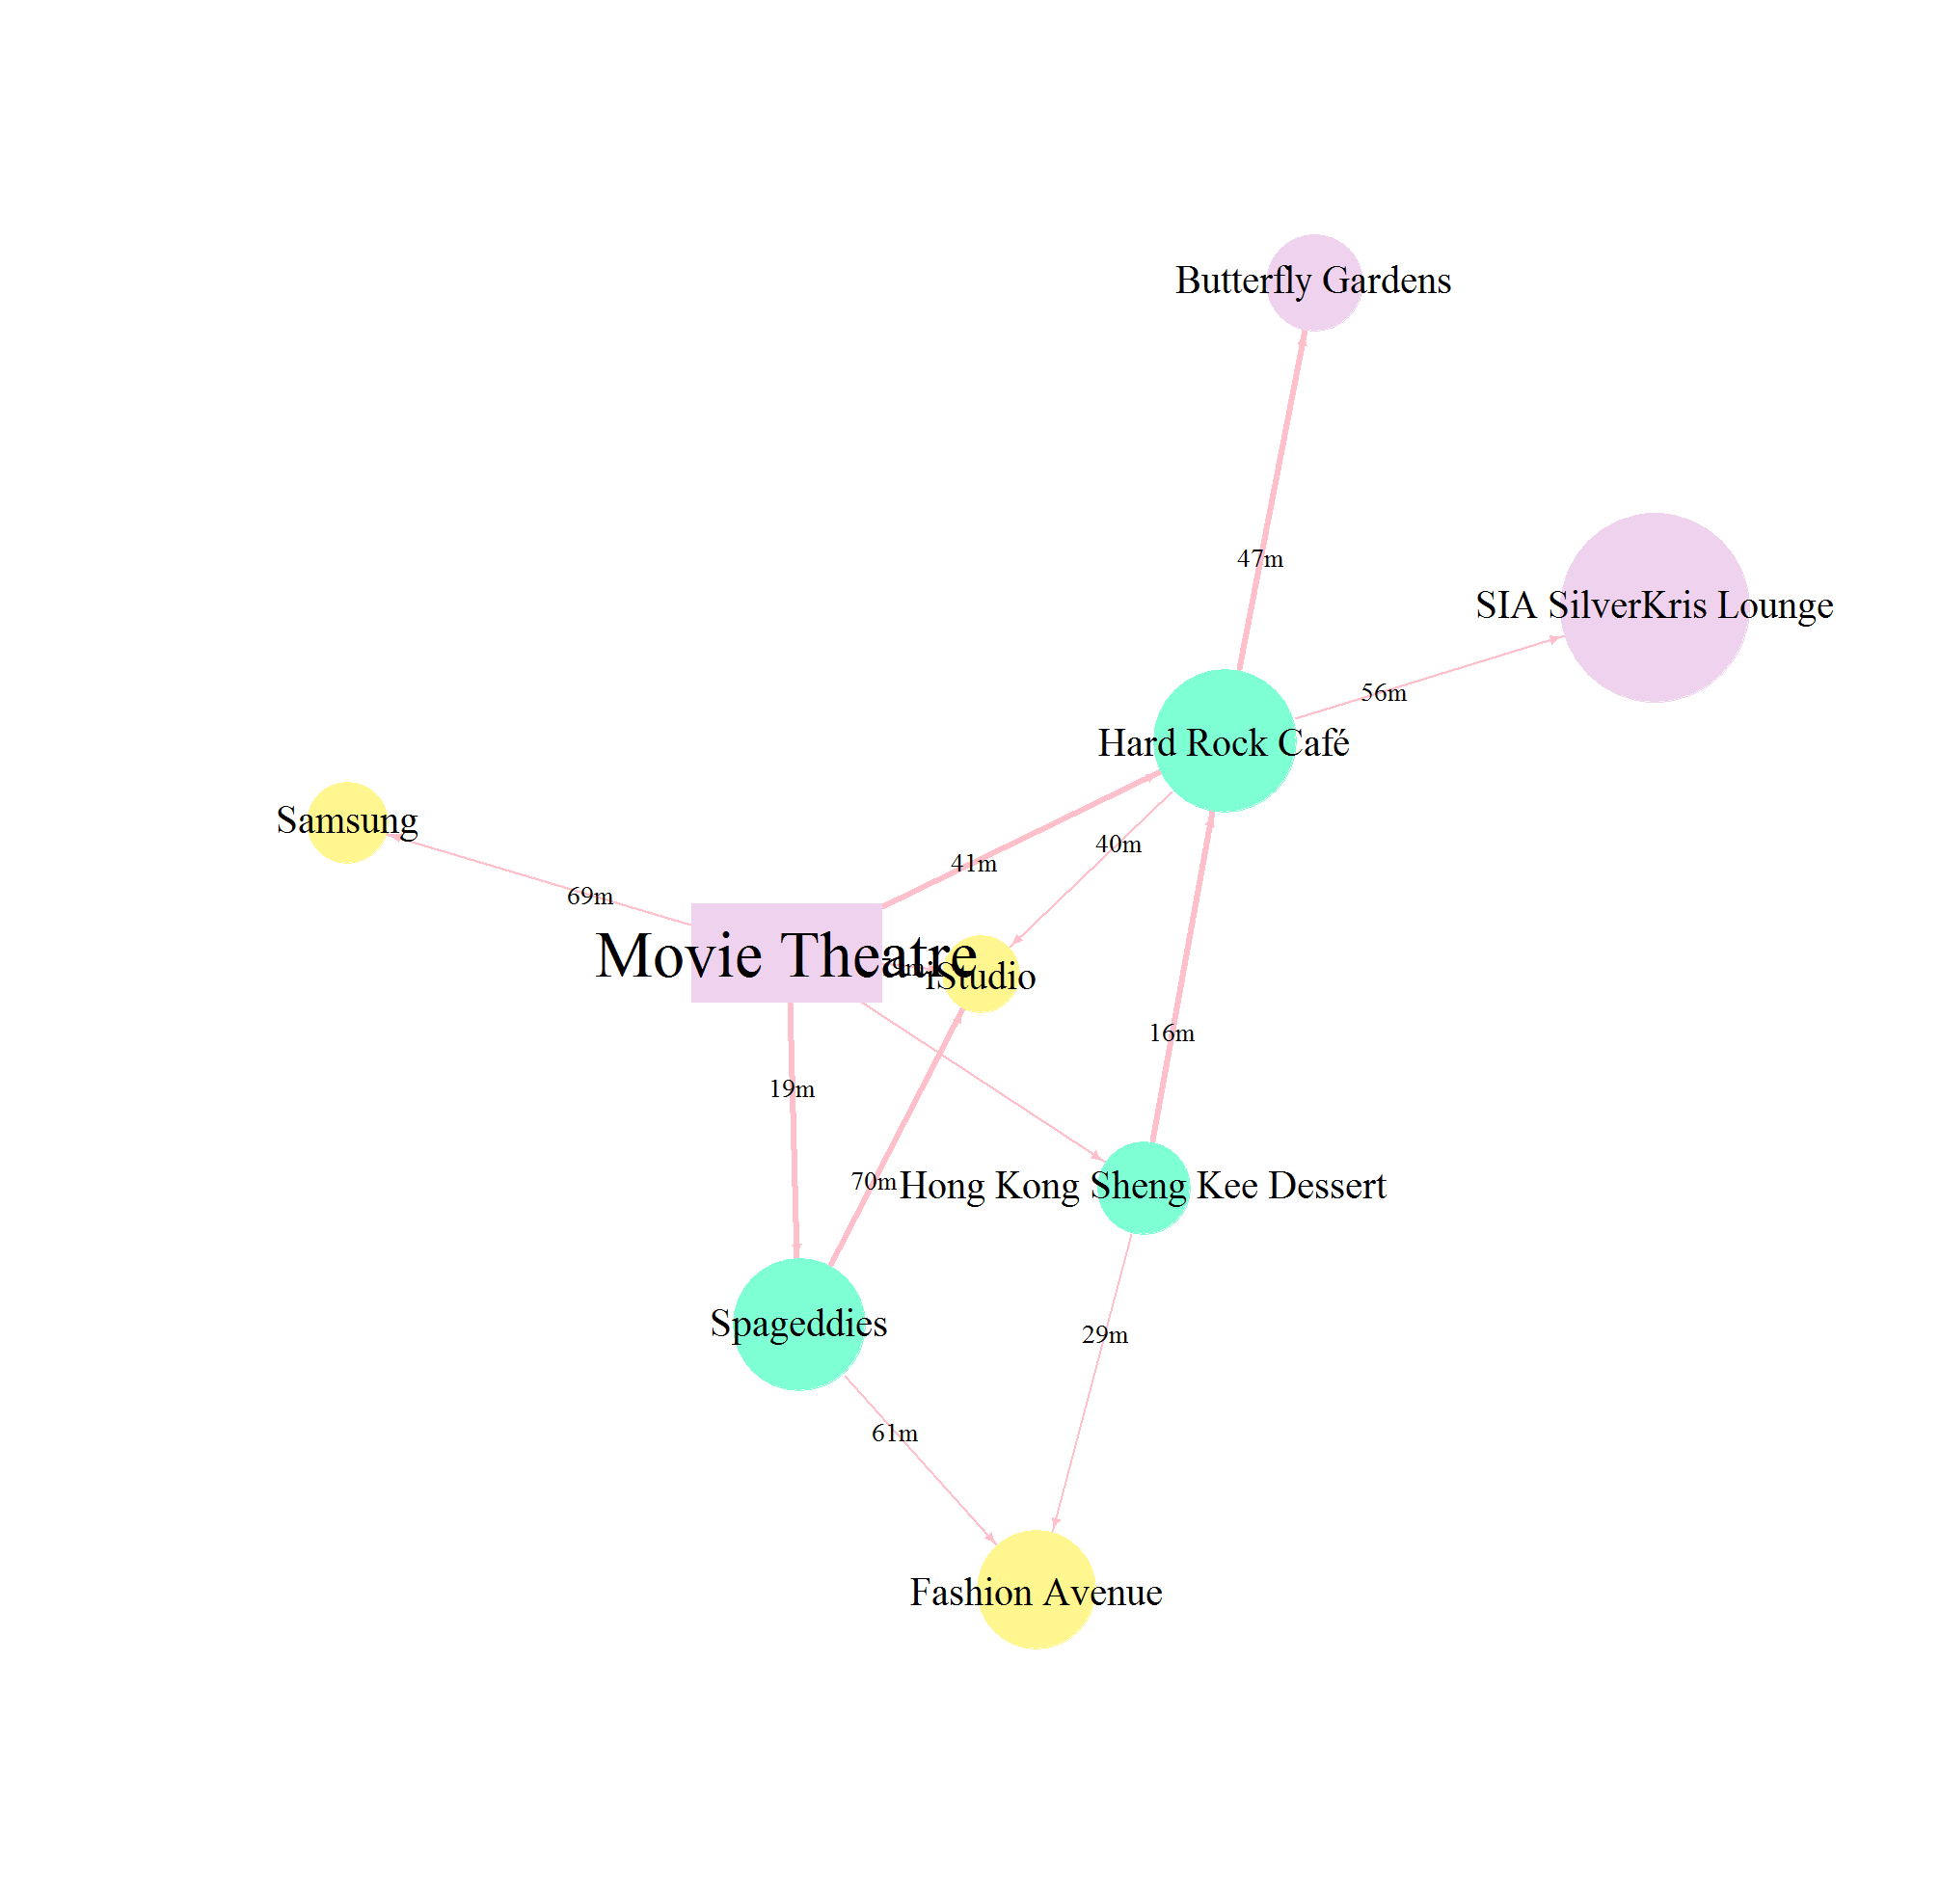 Butterfly Gardens
47m
SIA SilverKris Lounge
56m
Hard Rock Café
Samsung
40m
41m
69m
Movie Theatre
iStudio
16m
19m
70m
Hong Kong Sheng Kee Dessert
Spageddies
29m
61m
Fashion Avenue